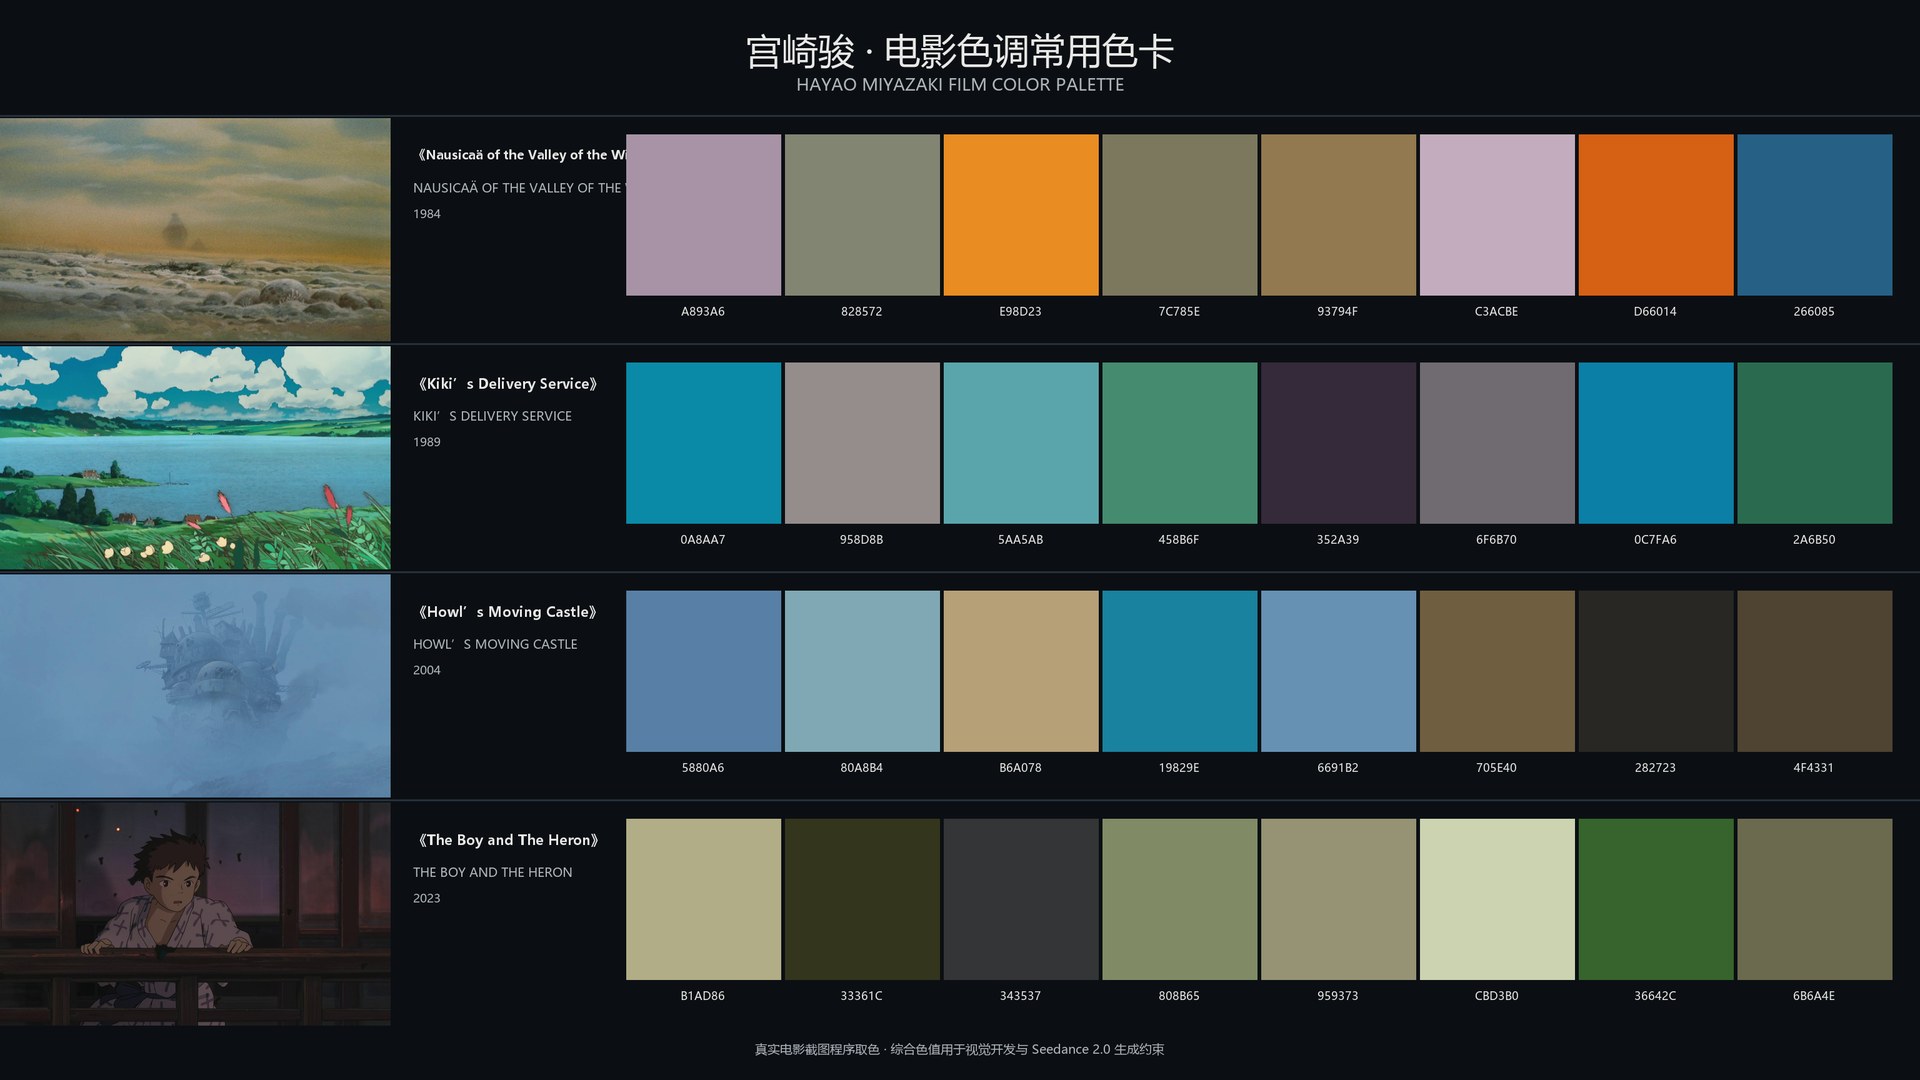 宫崎骏 · 电影色调常用色卡
HAYAO MIYAZAKI FILM COLOR PALETTE
《Nausicaä of the Valley of the Wi
NAUSICAÄ OF THE VALLEY OF THE
1984
A893A6 828572 E98D23 7C785E 93794F C3ACBE D66014 266085
《Kiki’s Delivery Service》
KIKI’S DELIVERY SERVICE
1989
0A8AA7 958D8B 5AA5AB 458B6F 352A39 6F6B70 0C7FA6 2A6B50
《Howl’s Moving Castle》
HOWL’S MOVING CASTLE
2004
5880A6 80A8B4 B6A078 19829E 6691B2 705E40 282723 4F4331
《The Boy and The Heron》
THE BOY AND THE HERON
2023
B1AD86 33361C 343537 808B65 959373 CBD3B0 36642C 6B6A4E
真实电影截图程序取色 · 综合色值用于视觉开发与 Seedance 2.0 生成约束